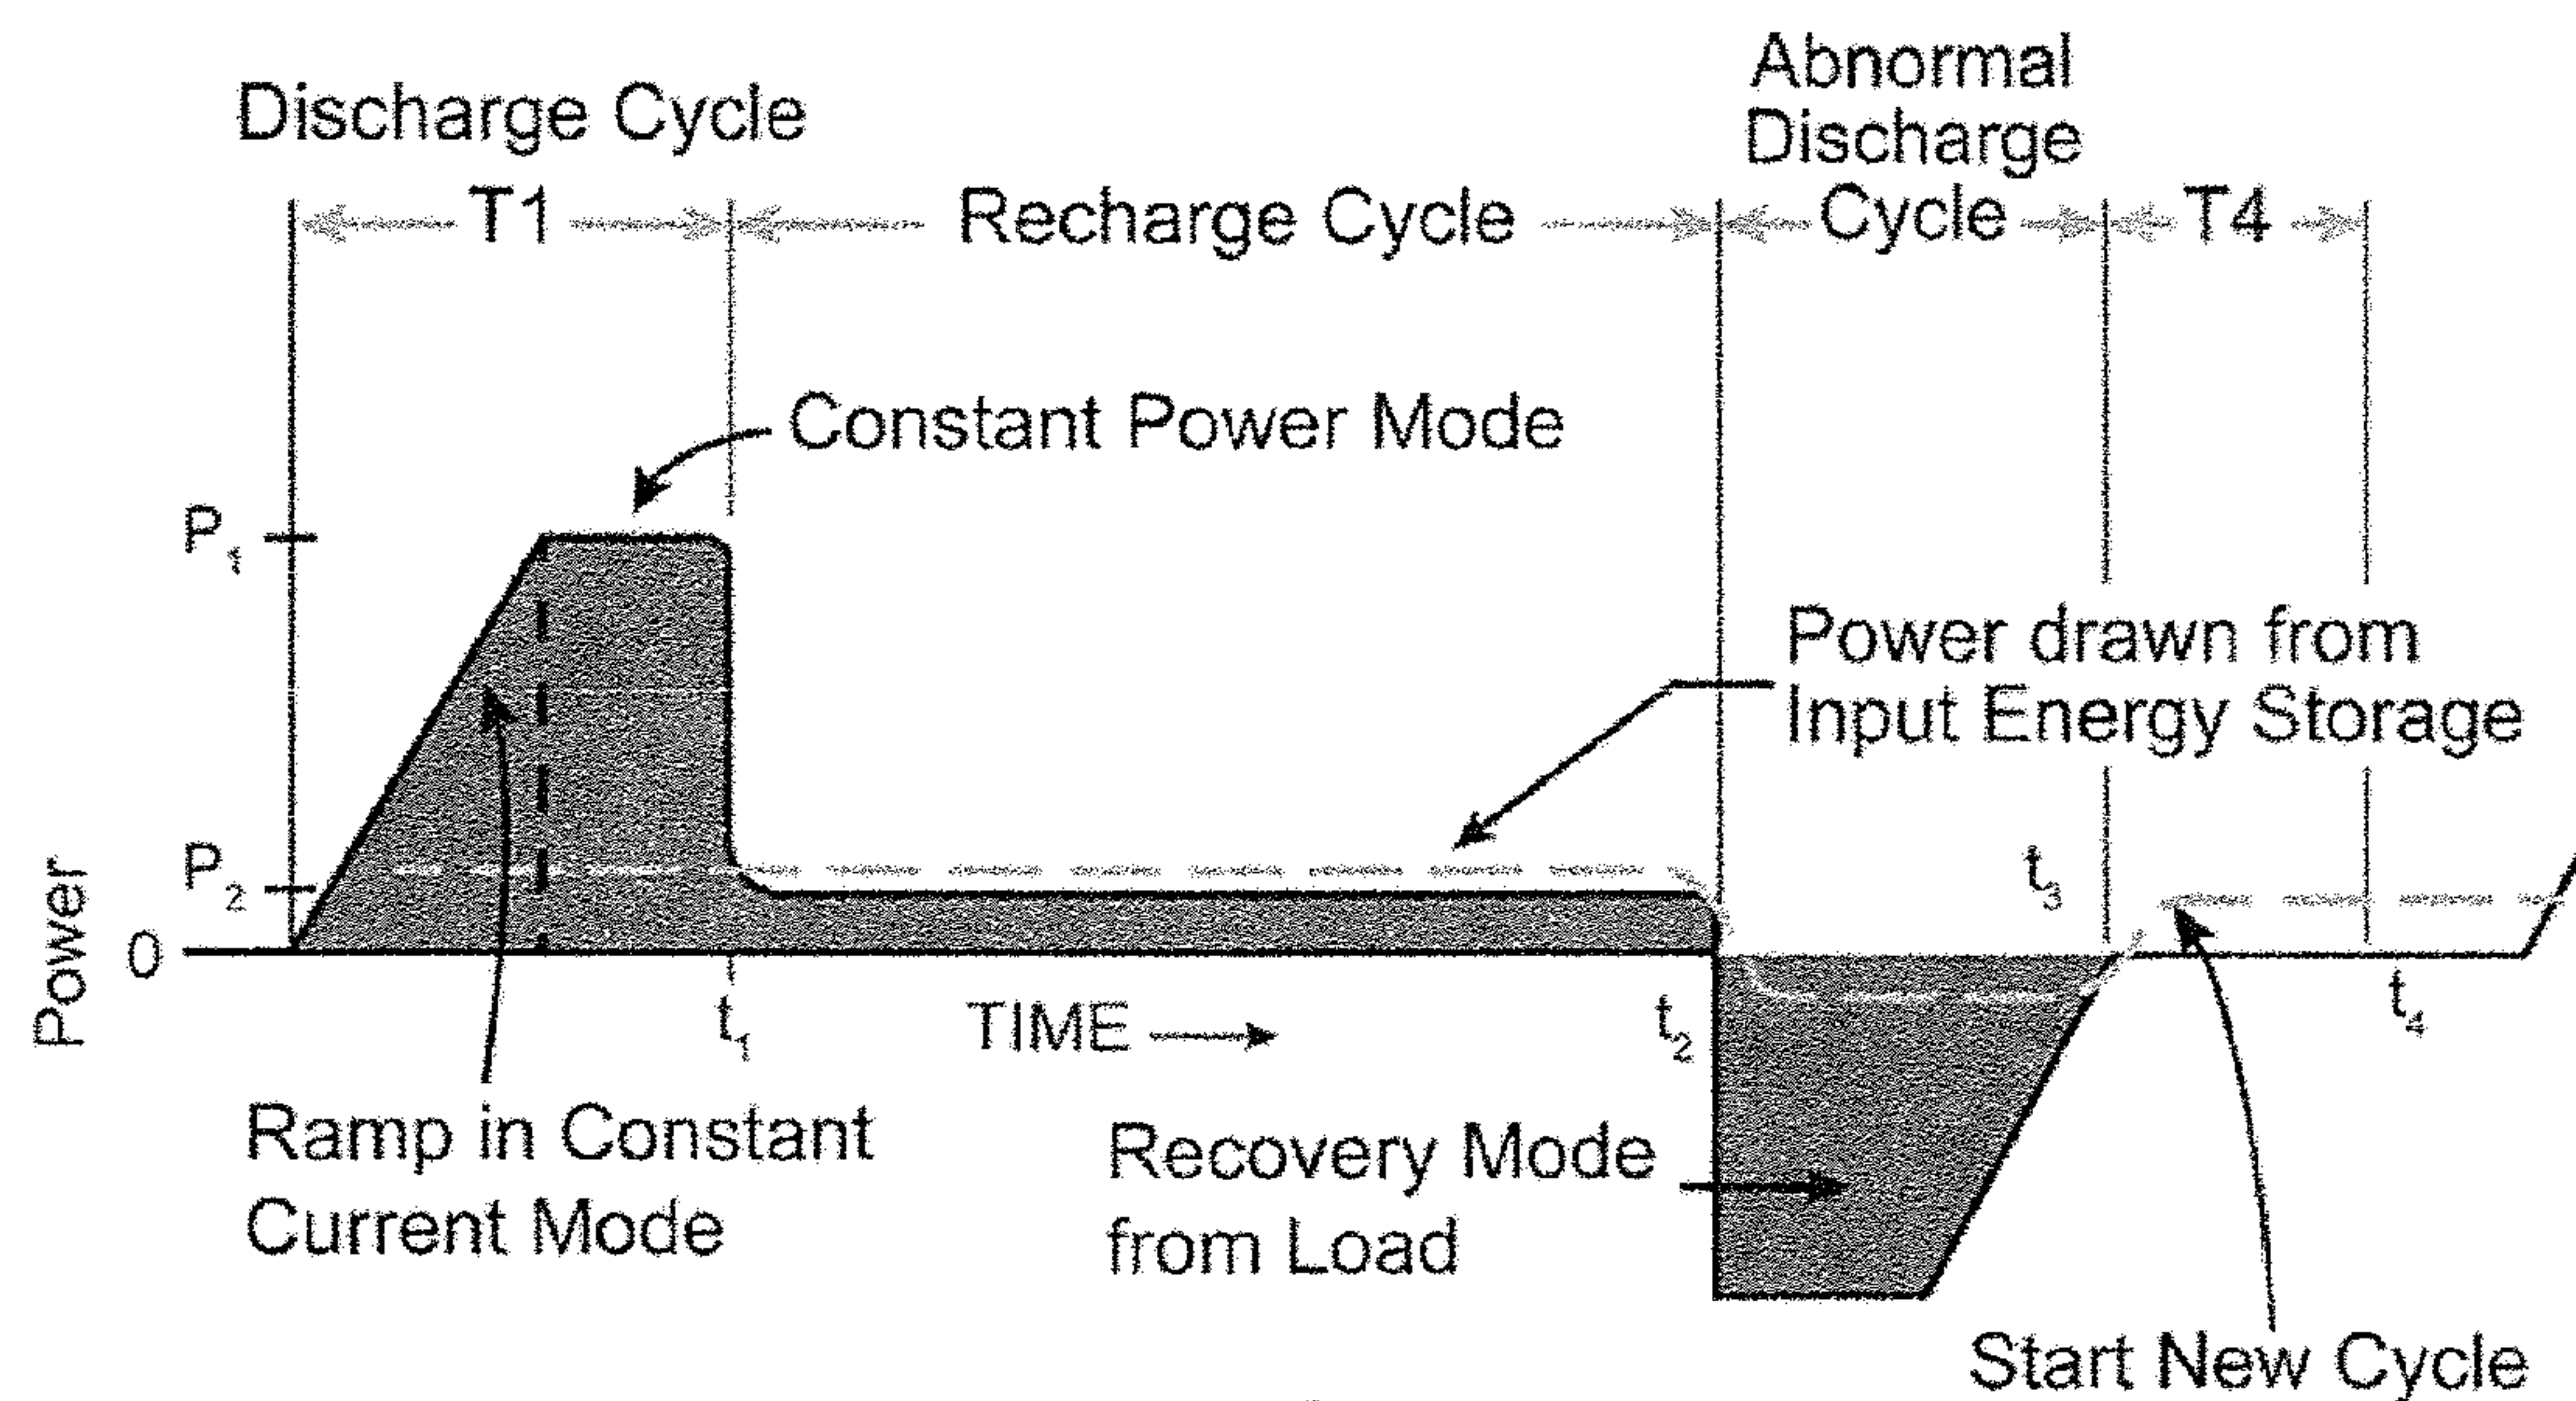 Discharge Cycle
Abnormal
Discharge
Cycle
T1
Recharge Cycle
T4
Constant Power Mode
P1
Power drawn from
Input Energy Storage
P2
t3
Power
0
t1
TIME
t2
t4
Ramp in Constant
Current Mode
Recovery Mode
from Load
Start New Cycle